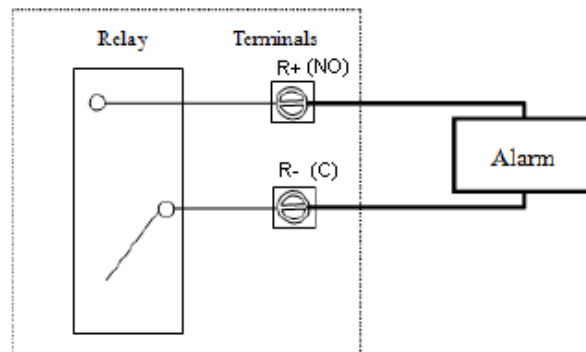 Relay
Terminals
R+ (NO)
R- (C)
Alarm